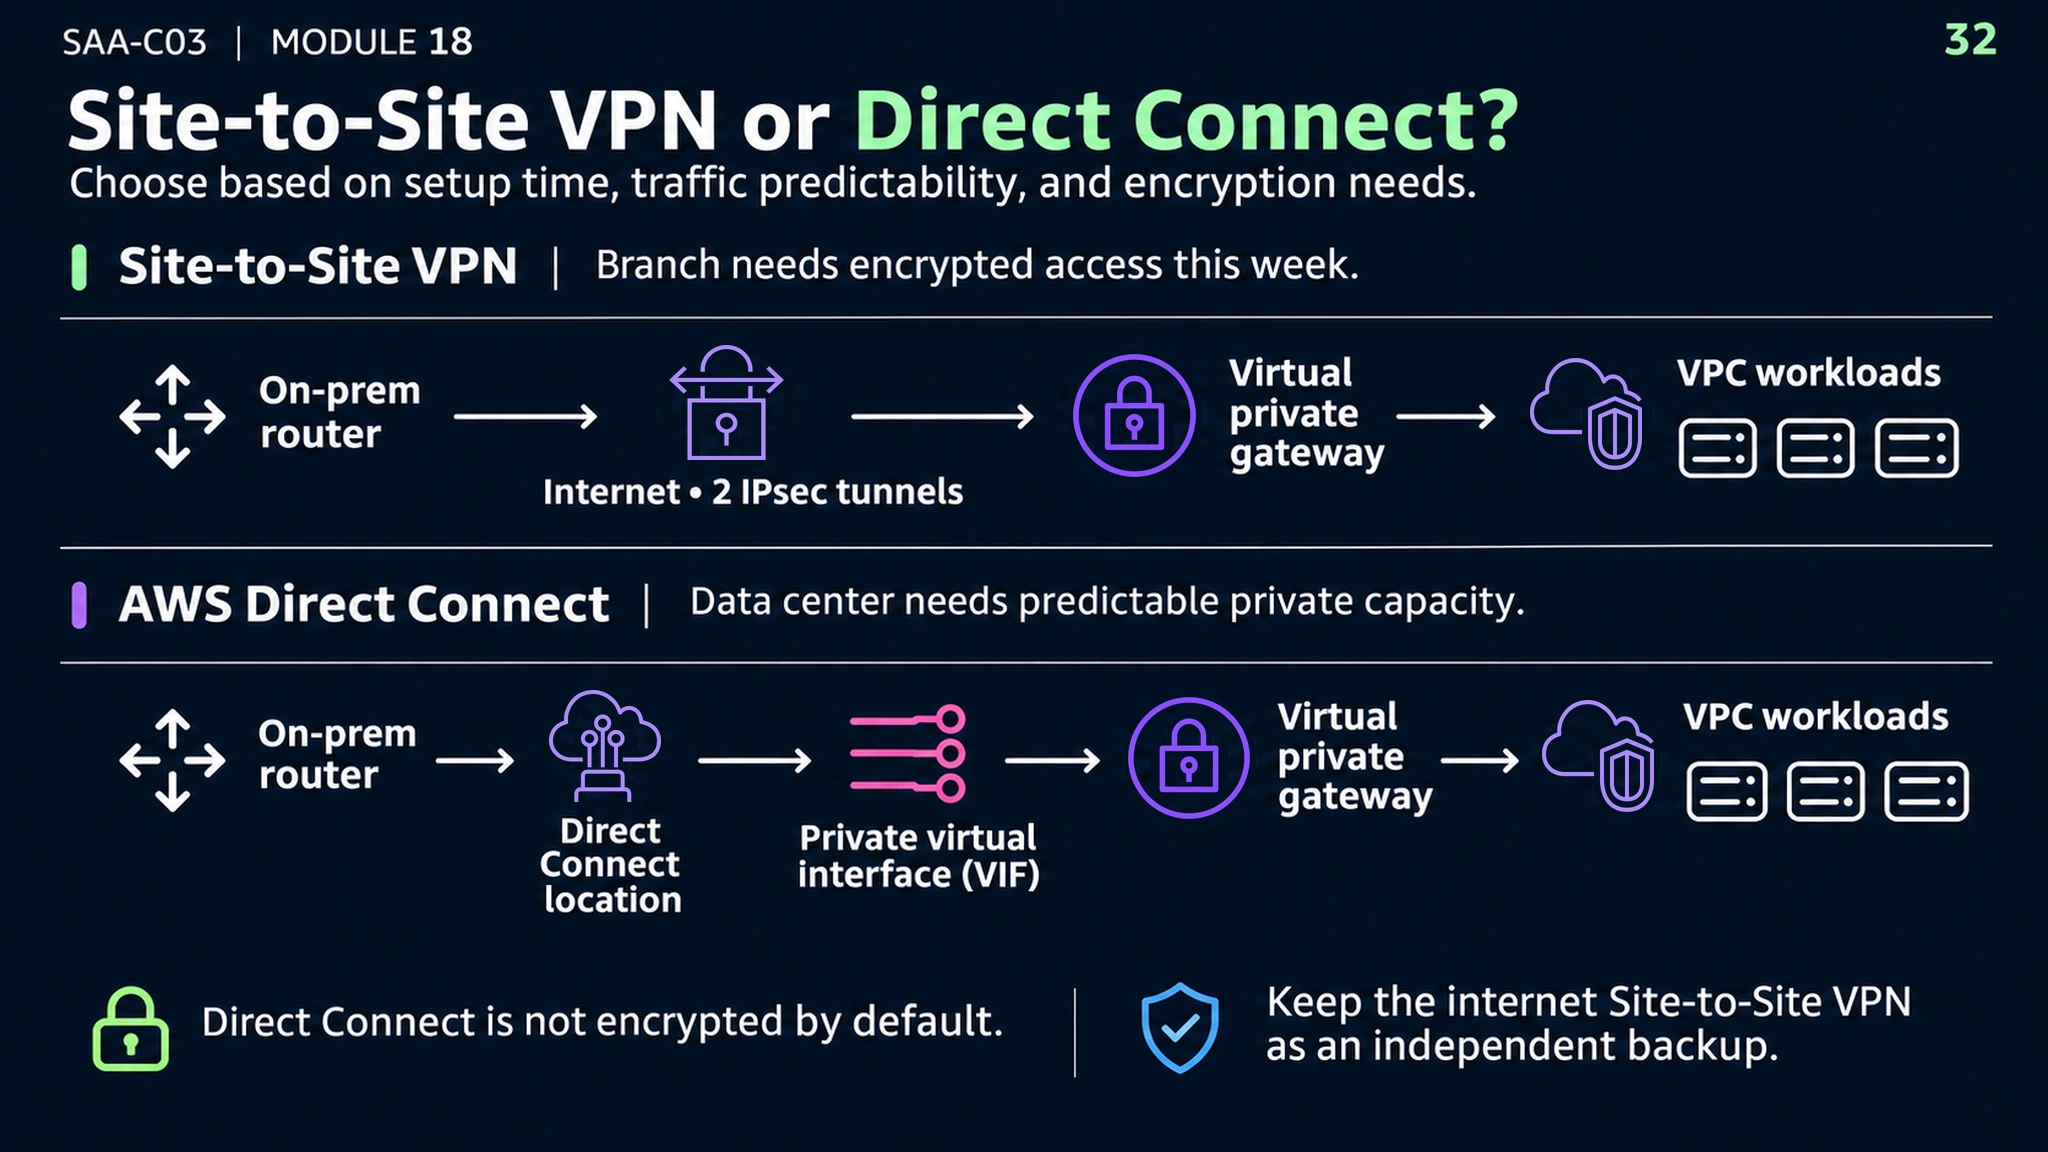 SAA-C03 | MODULE 18
32
Site-to-Site VPN or Direct Connect?
Choose based on setup time, traffic predictability, and encryption needs.
Site-to-Site VPN | Branch needs encrypted access this week.
On-prem
router
Internet • 2 IPsec tunnels
Virtual
private
gateway
VPC workloads
AWS Direct Connect | Data center needs predictable private capacity.
On-prem
router
Direct
Connect
location
Private virtual
interface (VIF)
Virtual
private
gateway
VPC workloads
Direct Connect is not encrypted by default.
Keep the internet Site-to-Site VPN
as an independent backup.